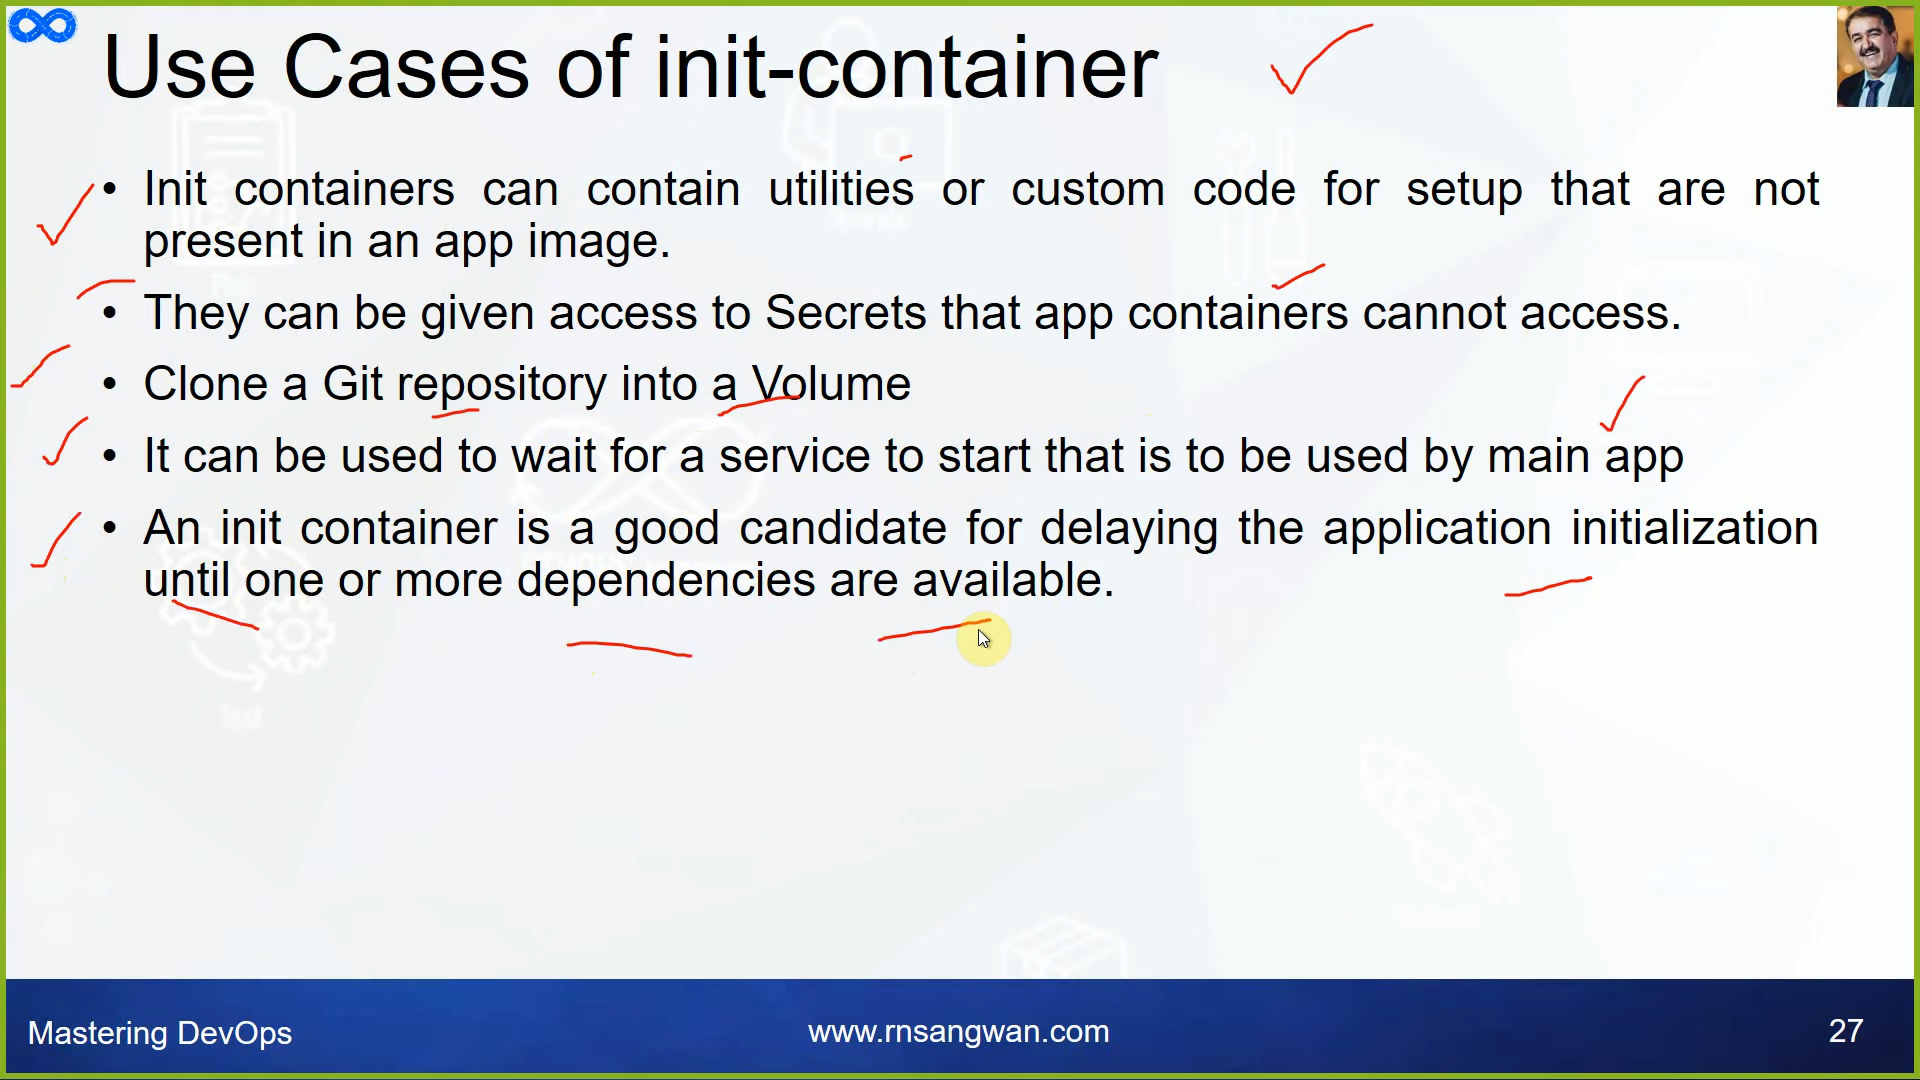 Use Cases of init-container
• Init containers can contain utilities or custom code for setup that are not
present in an app image.
• They can be given access to Secrets that app containers cannot access.
• Clone a Git repository into a Volume
• It can be used to wait for a service to start that is to be used by main app
• An init container is a good candidate for delaying the application initialization
until one or more dependencies are available.
Test
Mastering DevOps
www.rnsangwan.com
27